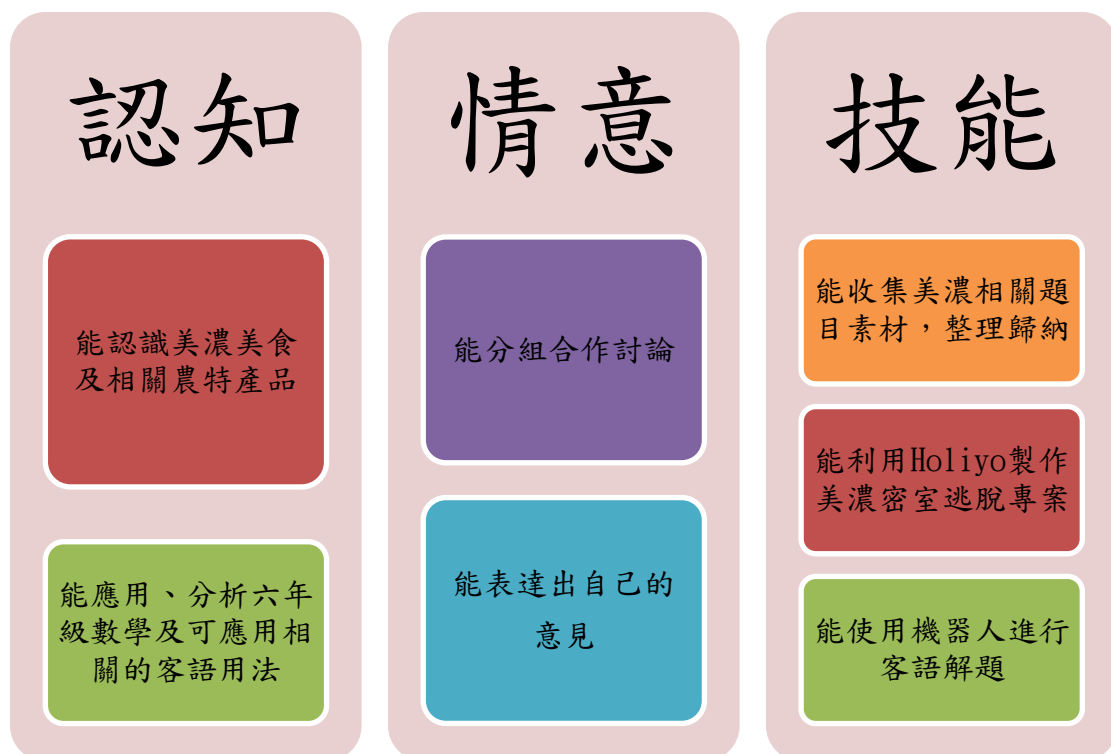 認知
能認識美濃美食
及相關農特產品
能應用、分析六年
級數學及可應用相
關的客語用法
情意
能分組合作討論
能表達出自己的
意見
技能
能收集美濃相關題
目素材，整理歸納
能利用Holiyo製作
美濃密室逃脫專案
能使用機器人進行
客語解題